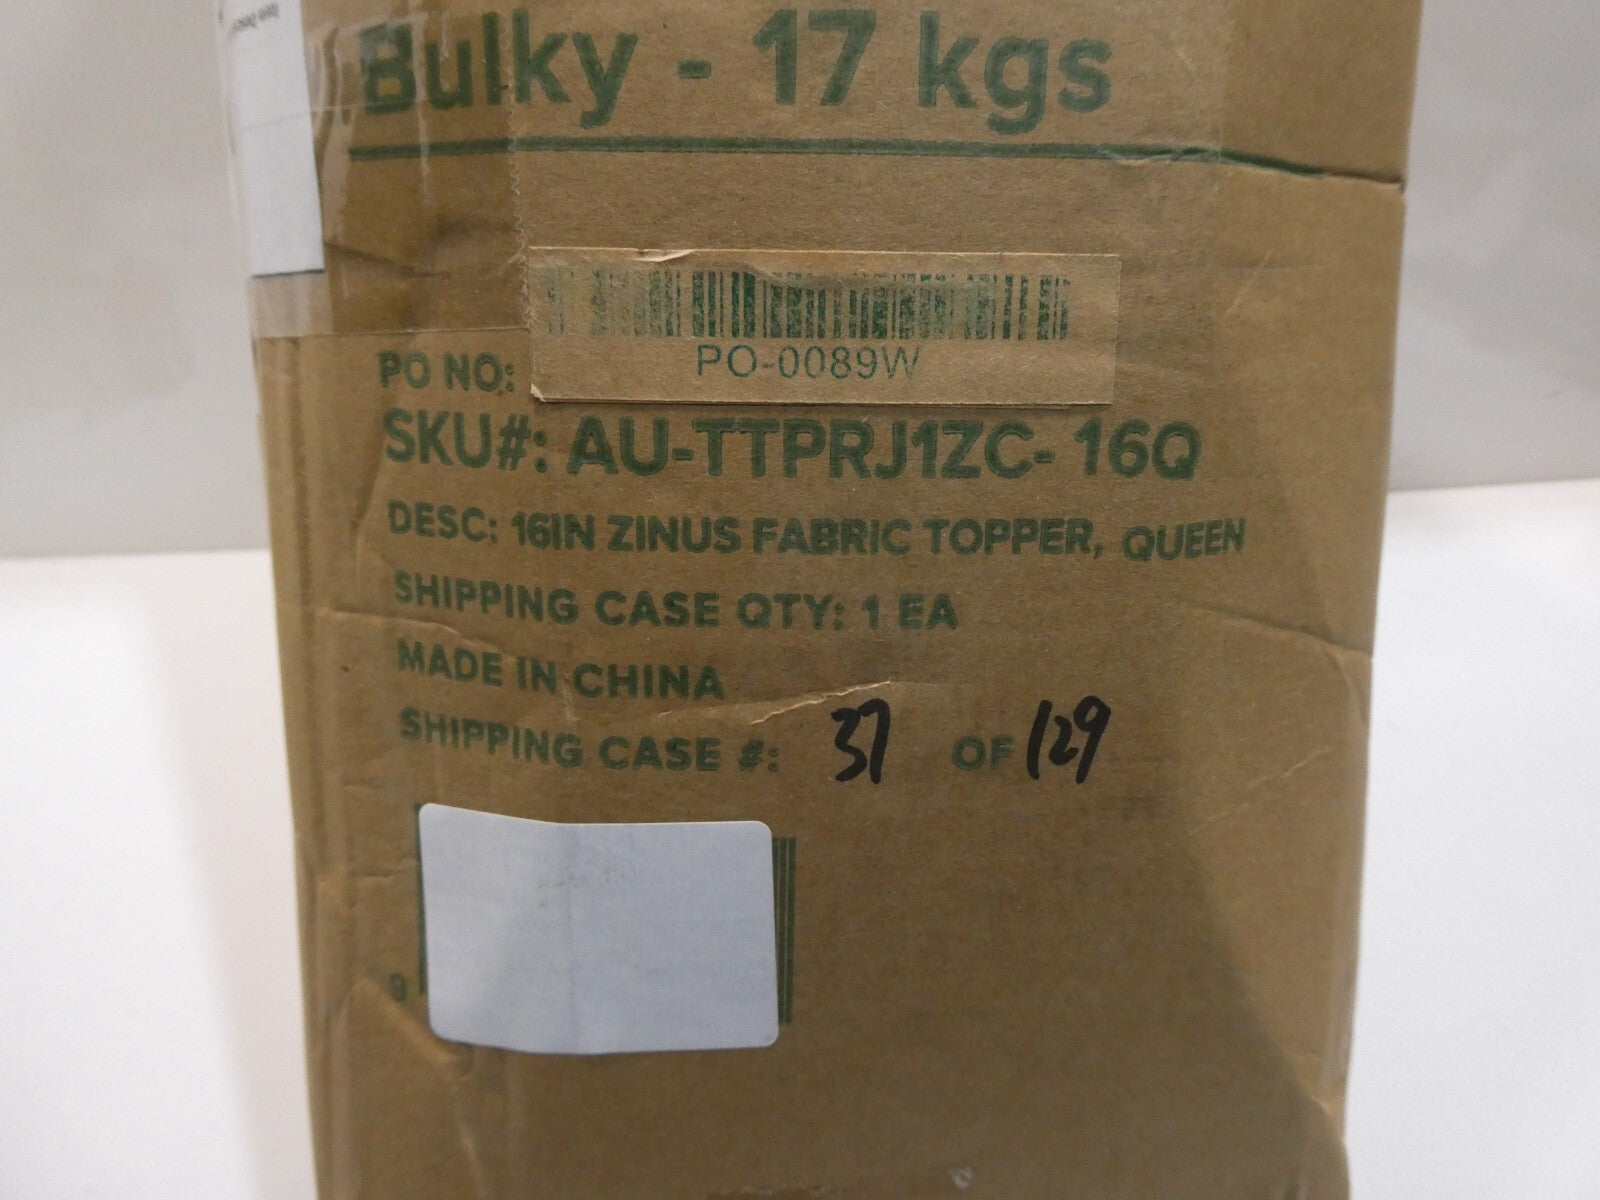 Bulky - 17 kgs
PO-0089W
PO NO:
SKU#: AU-TTPRJ1ZC- 16Q
DESC: 16IN ZINUS FABRIC TOPPER, QUEEN
SHIPPING CASE QTY: 1 EA
MADE IN CHINA
SHIPPING CASE #: 37 OF 129
9